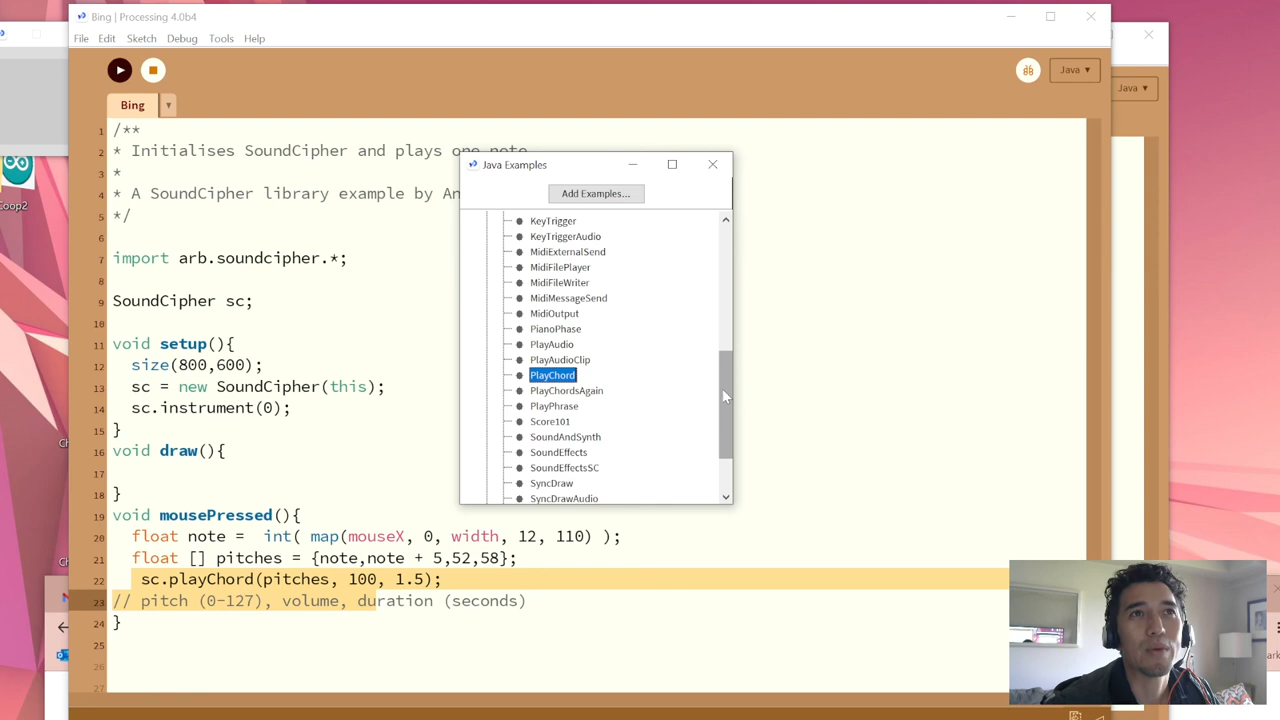 Bing | Processing 4.0b4
File Edit Sketch Debug Tools Help
Java ▾
Java ▾
Bing
1 /**
2 * Initialises SoundCipher and plays one note
3 *
4 * A SoundCipher library example by An
5 */
6
7 import arb.soundcipher.*;
8
9 SoundCipher sc;
10
11 void setup(){
12 size(800,600);
13 sc = new SoundCipher(this);
14 sc.instrument(0);
15 }
16 void draw(){
17
18 }
19 void mousePressed(){
20 float note = int( map(mouseX, 0, width, 12, 110) );
21 float [] pitches = {note,note + 5,52,58};
22 sc.playChord(pitches, 100, 1.5);
23 // pitch (0-127), volume, duration (seconds)
24 }
25
26
27
Java Examples
Add Examples...
KeyTrigger
KeyTriggerAudio
MidiExternalSend
MidiFilePlayer
MidiFileWriter
MidiMessageSend
MidiOutput
PianoPhase
PlayAudio
PlayAudioClip
PlayChord
PlayChordsAgain
PlayPhrase
Score101
SoundAndSynth
SoundEffects
SoundEffectsSC
SyncDraw
SyncDrawAudio
Coop2